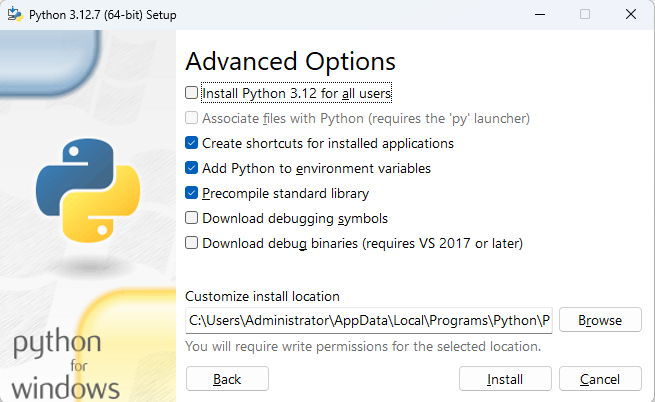 Python 3.12.7 (64-bit) Setup
Advanced Options
Install Python 3.12 for all users
Associate files with Python (requires the 'py' launcher)
Create shortcuts for installed applications
Add Python to environment variables
Precompile standard library
Download debugging symbols
Download debug binaries (requires VS 2017 or later)
Customize install location
C:\Users\Administrator\AppData\Local\Programs\Python\P
Browse
You will require write permissions for the selected location.
python
for
windows
Back
Install
Cancel